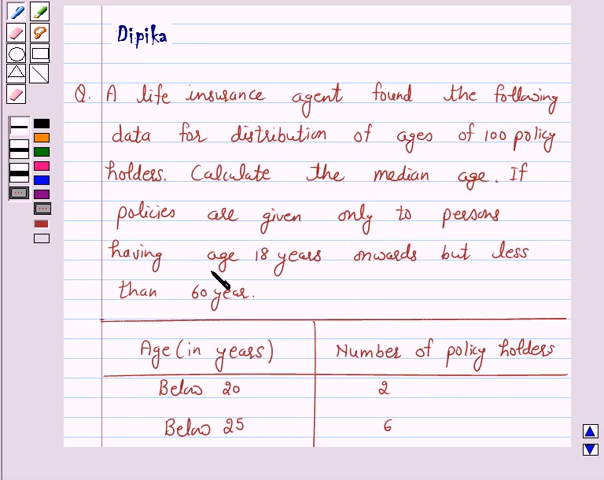 Dipika
Q. A life insurance agent found the following
data for distribution of ages of 100 policy
holders. Calculate the median age. If
policies are given only to persons
having age 18 years onwards but less
than 60 year.
Age (in years) Number of policy holders
Below 20 2
Below 25 6